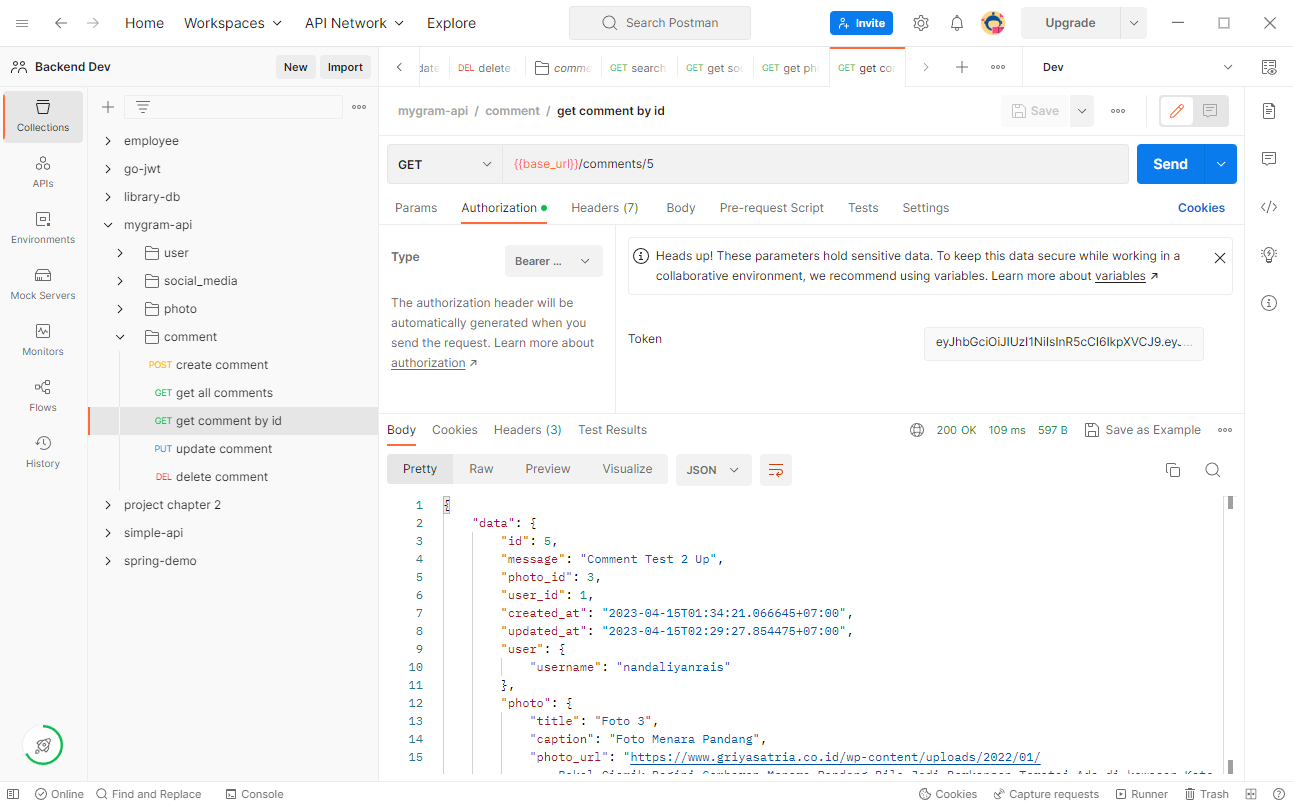 Home Workspaces API Network Explore Search Postman Invite Upgrade
Backend Dev New Import
date DEL delete comme GET search GET get soc GET get ph GET get cor Dev
Collections
APIs
Environments
Mock Servers
Monitors
Flows
History
employee
go-jwt
library-db
mygram-api
user
social_media
photo
comment
POST create comment
GET get all comments
GET get comment by id
PUT update comment
DEL delete comment
project chapter 2
simple-api
spring-demo
mygram-api / comment / get comment by id Save
GET {{base_url}}/comments/5 Send
Params Authorization Headers (7) Body Pre-request Script Tests Settings Cookies
Type Bearer ...
The authorization header will be
automatically generated when you
send the request. Learn more about
authorization ↗
Heads up! These parameters hold sensitive data. To keep this data secure while working in a
collaborative environment, we recommend using variables. Learn more about variables ↗
Token eyJhbGciOiJIUzI1NiIsInR5cCI6IkpXVCJ9.ey...
Body Cookies Headers (3) Test Results 200 OK 109 ms 597 B Save as Example
Pretty Raw Preview Visualize JSON
1 {
2 "data": {
3 "id": 5,
4 "message": "Comment Test 2 Up",
5 "photo_id": 3,
6 "user_id": 1,
7 "created_at": "2023-04-15T01:34:21.066645+07:00",
8 "updated_at": "2023-04-15T02:29:27.854475+07:00",
9 "user": {
10 "username": "nandaliyanrais"
11 },
12 "photo": {
13 "title": "Foto 3",
14 "caption": "Foto Menara Pandang",
15 "photo_url": "https://www.griyasatria.co.id/wp-content/uploads/2022/01/
Online Find and Replace Console Cookies Capture requests Runner Trash